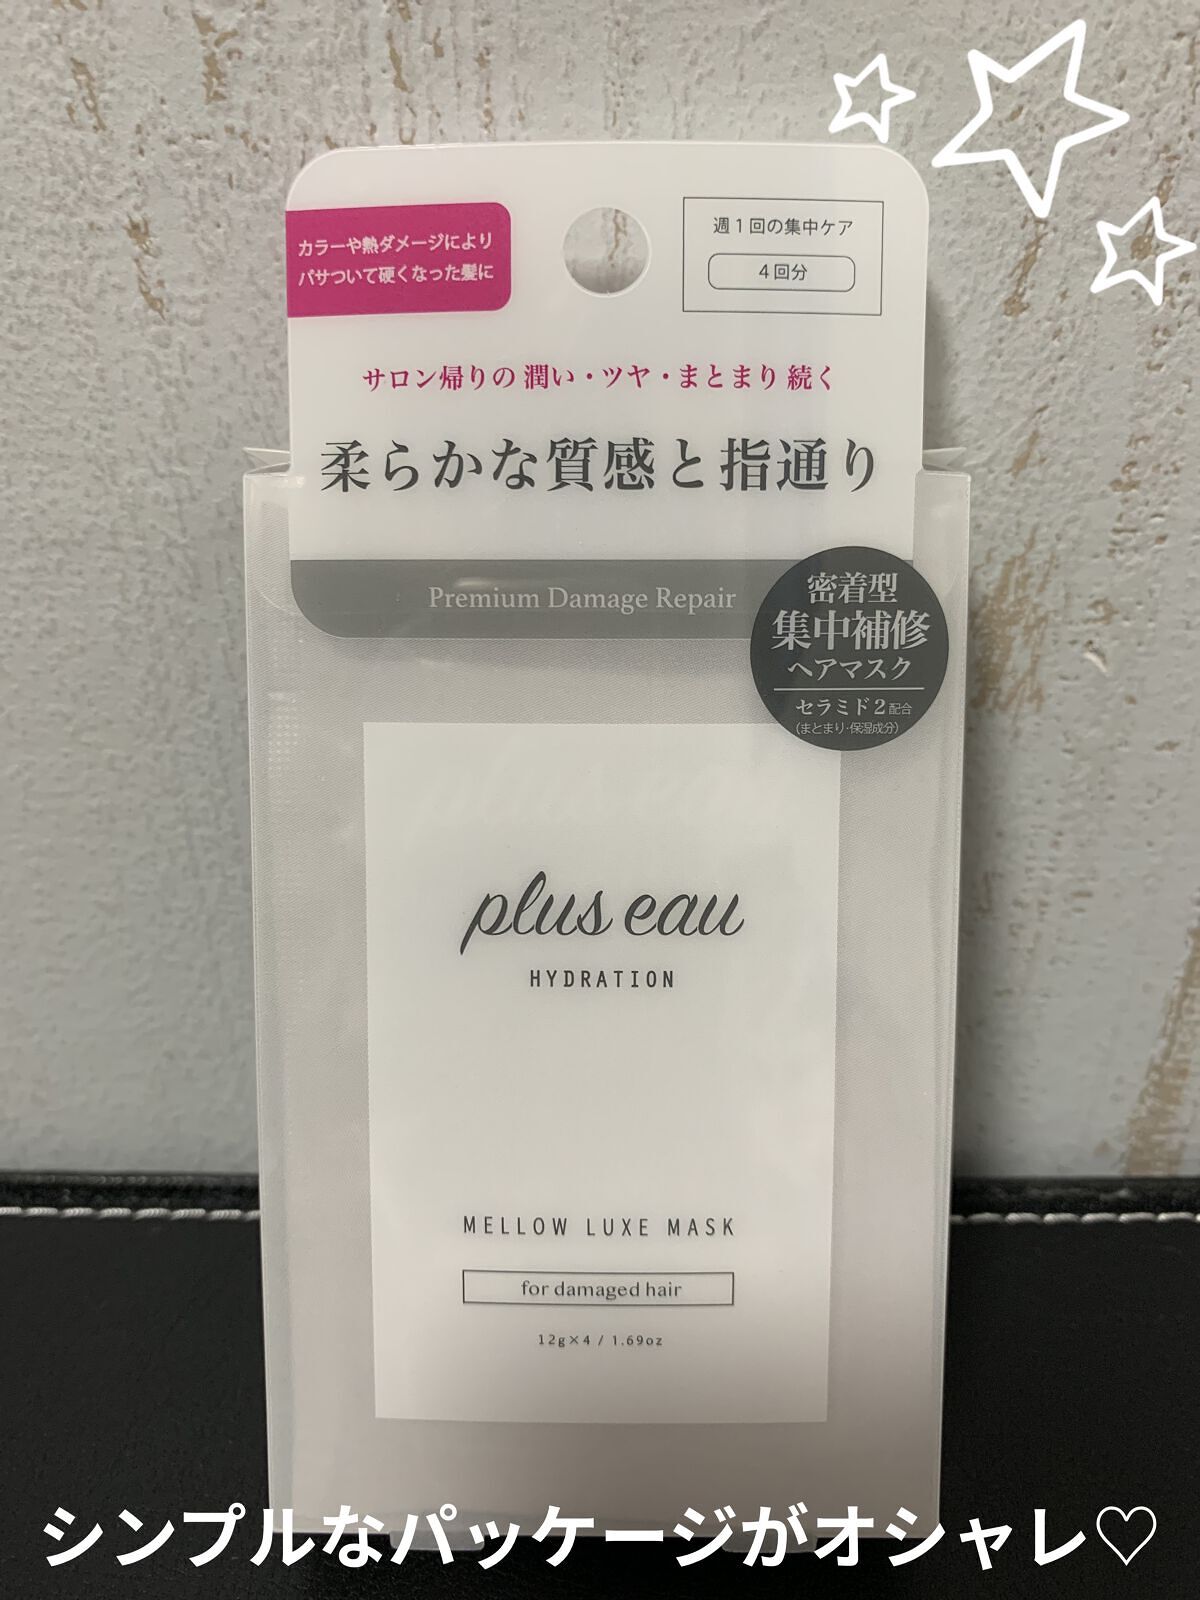 カラーや熱ダメージにより
パサついて硬くなった髪に
週1回の集中ケア
4回分
サロン帰りの 潤い・ツヤ・まとまり 続く
柔らかな質感と指通り
Premium Damage Repair
密着型
集中補修
ヘアマスク
セラミド2配合
(まとまり・保湿成分)
plus eau
HYDRATION
MELLOW LUXE MASK
for damaged hair
12g×4 / 1.69oz
シンプルなパッケージがオシャレ♡